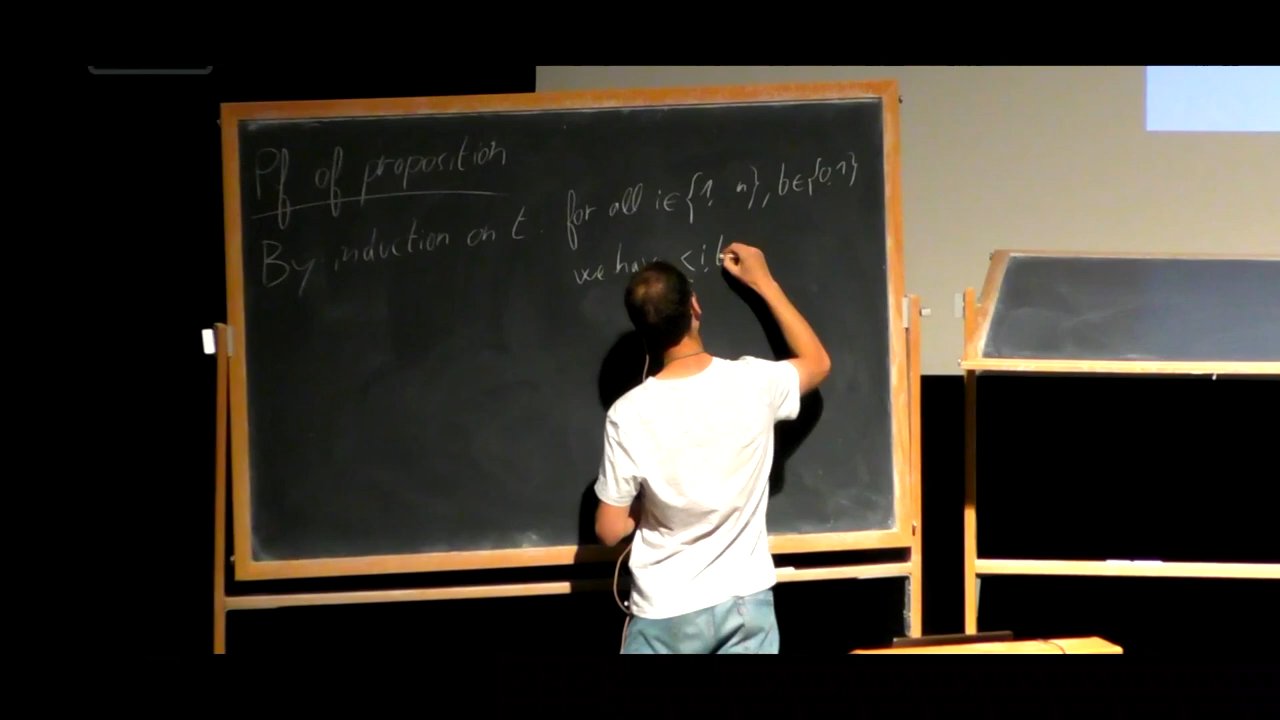 Pf of proposition
By induction on t. for all i∈{1, n}, b∈{0,1}
we have <i,b